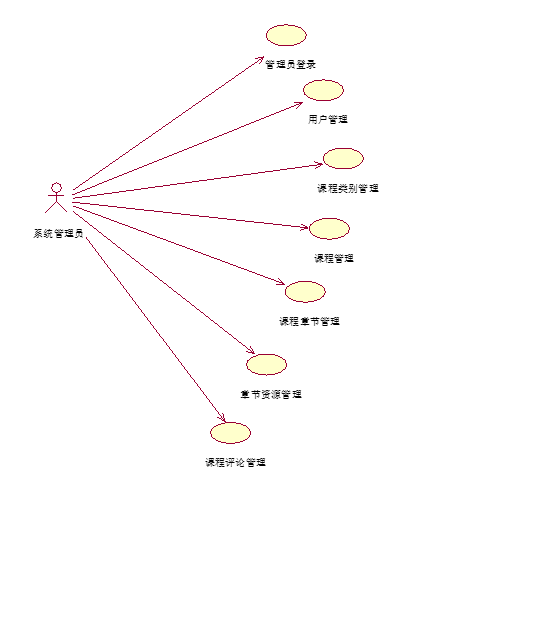 管理员登录
用户管理
课程类别管理
系统管理员
课程管理
课程章节管理
章节资源管理
课程评论管理